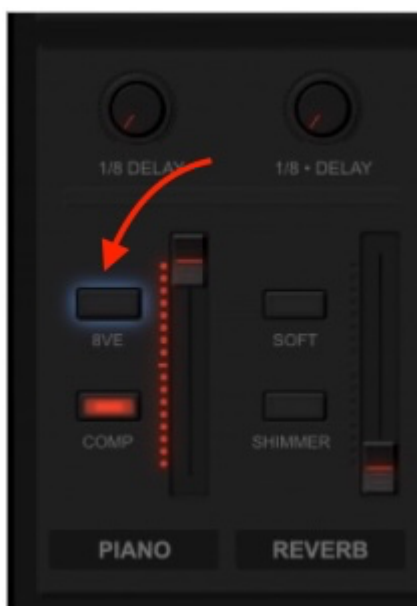 1/8 DELAY
1/8 • DELAY
8VE
SOFT
COMP
SHIMMER
PIANO
REVERB